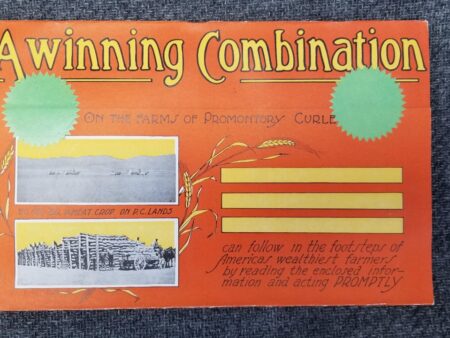 A winning Combination
ON THE FARMS OF PROMONTORY CURLE
WHEAT CROP ON P.C. LANDS
can follow in the footsteps of
Americas wealthiest farmers
by reading the enclosed infor-
mation and acting PROMPTLY